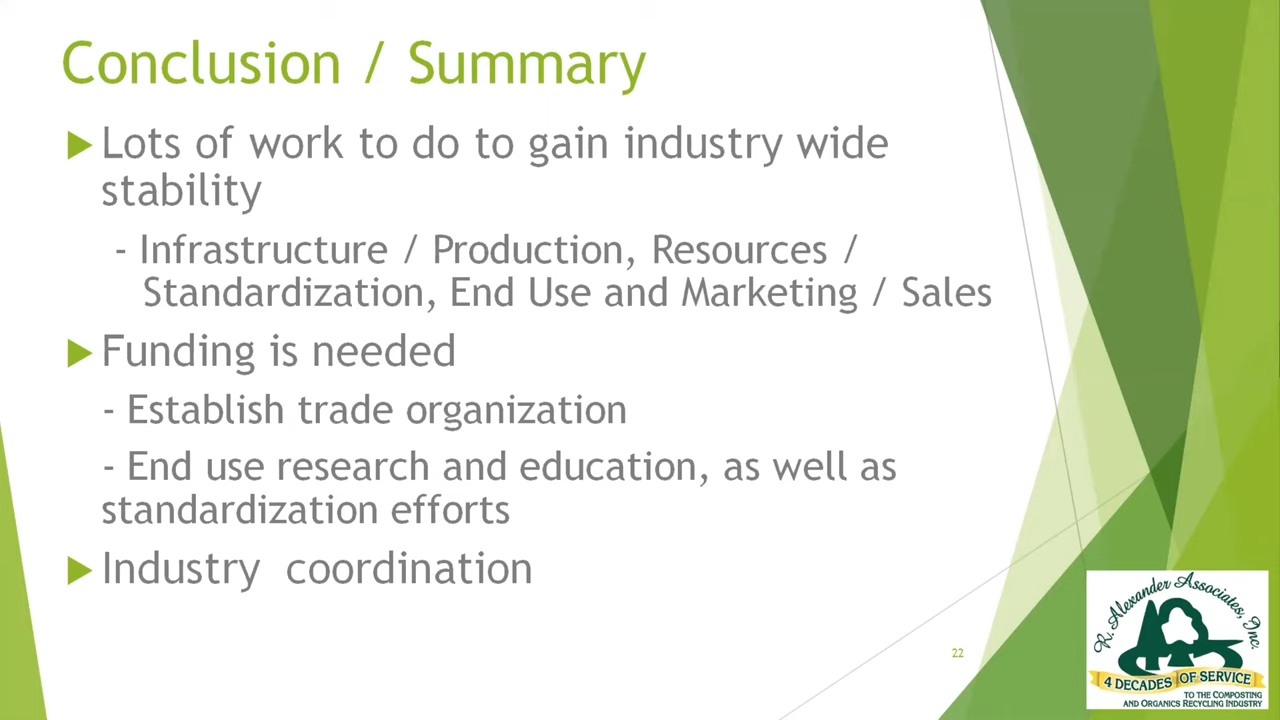 Conclusion / Summary
Lots of work to do to gain industry wide
stability
- Infrastructure / Production, Resources /
Standardization, End Use and Marketing / Sales
Funding is needed
- Establish trade organization
- End use research and education, as well as
standardization efforts
Industry coordination
22
R. Alexander Associates, Inc.
4 DECADES OF SERVICE
TO THE COMPOSTING
AND ORGANICS RECYCLING INDUSTRY